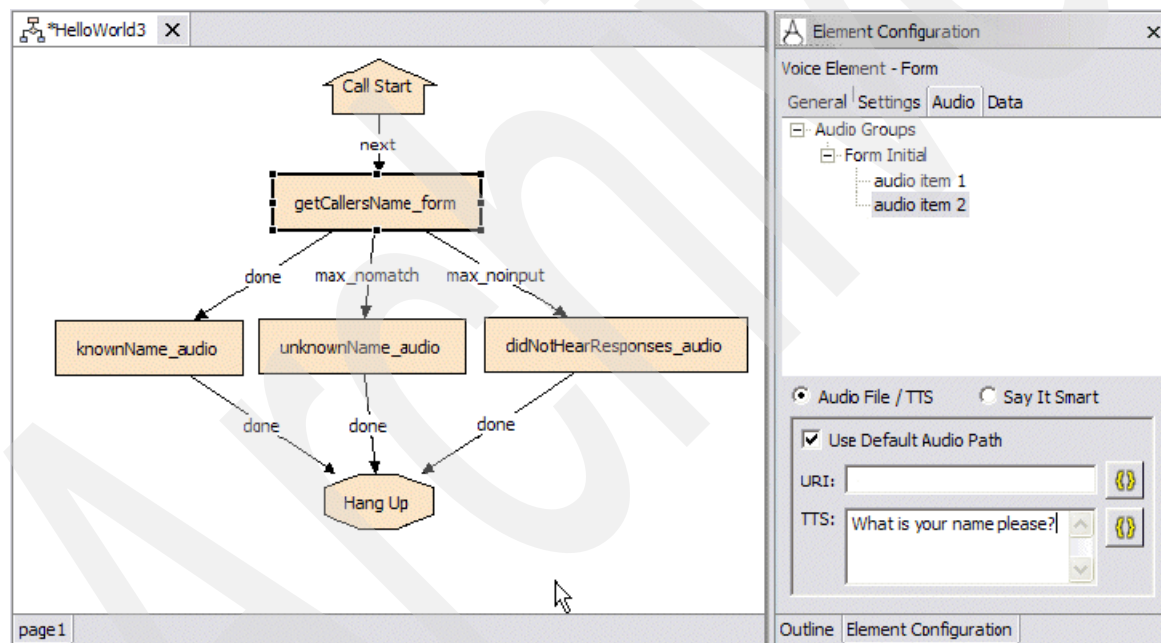 *HelloWorld3
Call Start
next
getCallersName_form
done
max_nomatch
max_noinput
knownName_audio
unknownName_audio
didNotHearResponses_audio
done
done
done
Hang Up
page1
Element Configuration
Voice Element - Form
General Settings Audio Data
Audio Groups
Form Initial
audio item 1
audio item 2
Audio File / TTS
Say It Smart
Use Default Audio Path
URI:
TTS: What is your name please?
Outline Element Configuration